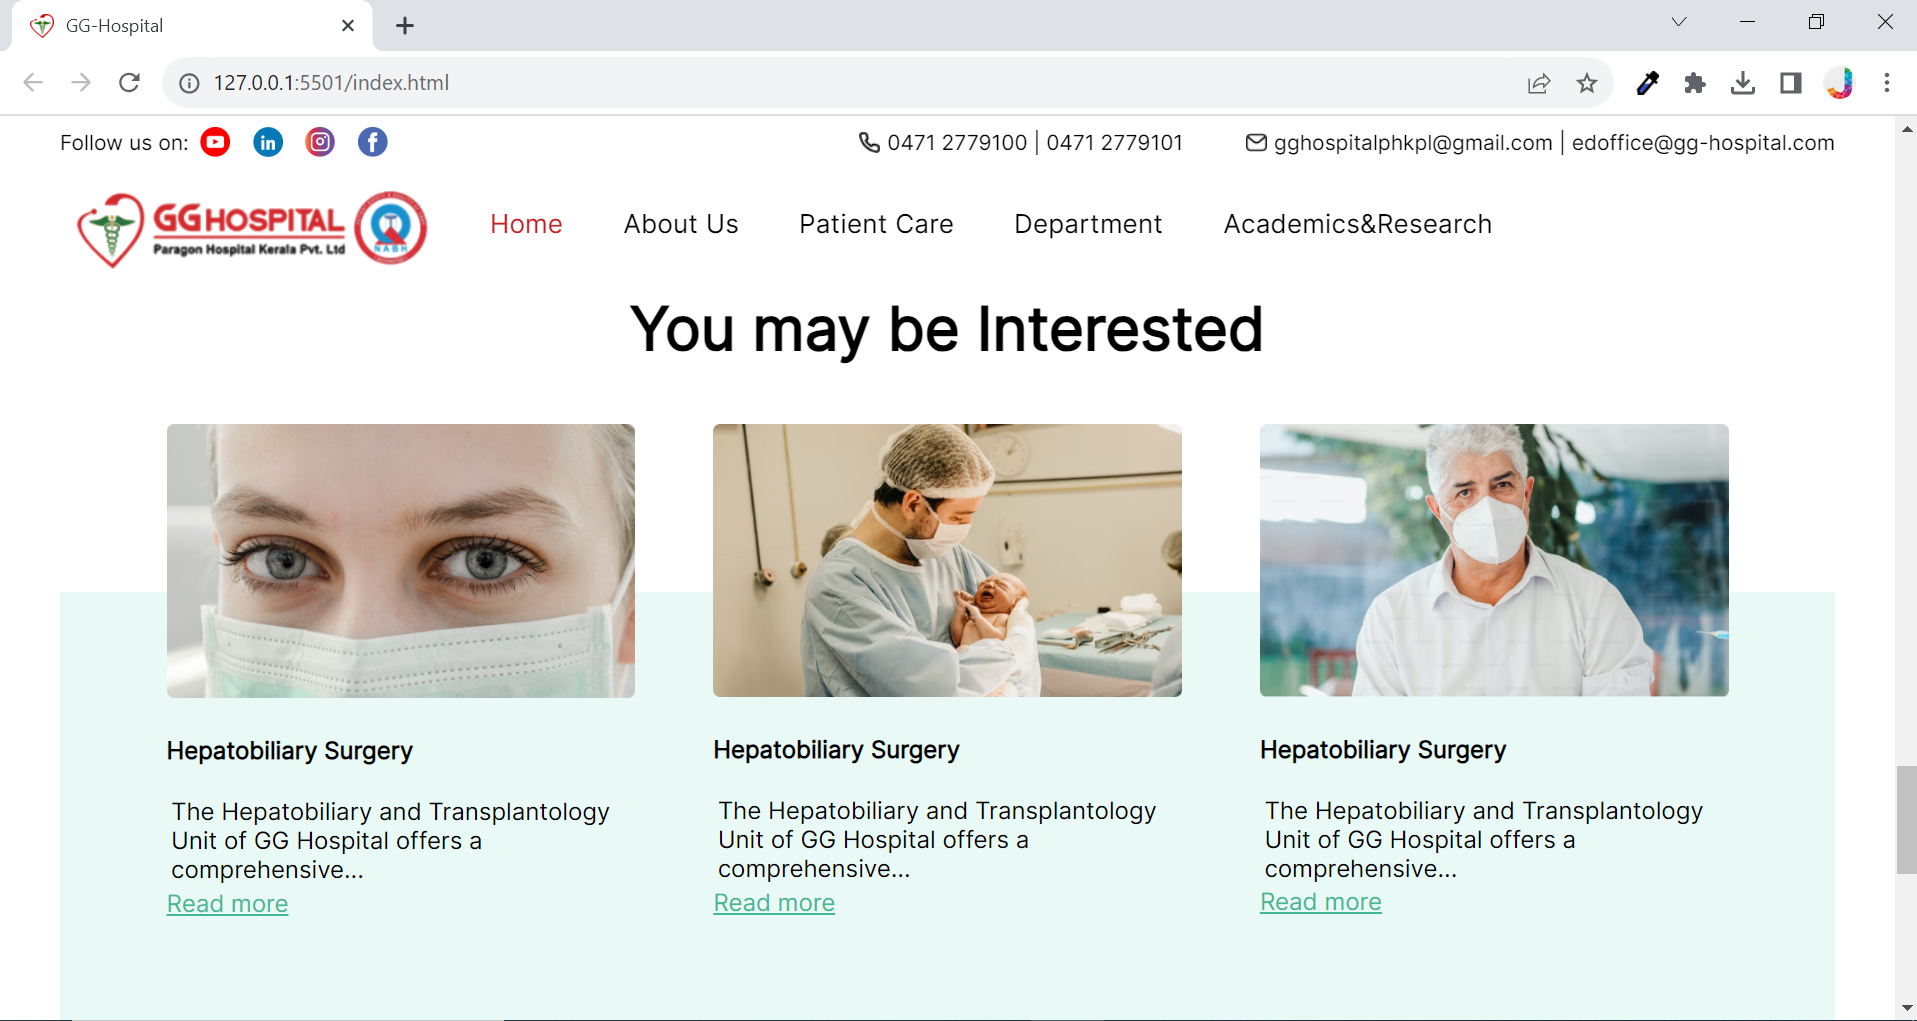 GG-Hospital
127.0.0.1:5501/index.html
Follow us on:
0471 2779100 | 0471 2779101
gghospitalphkpl@gmail.com | edoffice@gg-hospital.com
GG HOSPITAL
Paragon Hospital Kerala Pvt. Ltd
NABH
Home
About Us
Patient Care
Department
Academics&Research
You may be Interested
Hepatobiliary Surgery
The Hepatobiliary and Transplantology
Unit of GG Hospital offers a
comprehensive...
Read more
Hepatobiliary Surgery
The Hepatobiliary and Transplantology
Unit of GG Hospital offers a
comprehensive...
Read more
Hepatobiliary Surgery
The Hepatobiliary and Transplantology
Unit of GG Hospital offers a
comprehensive...
Read more